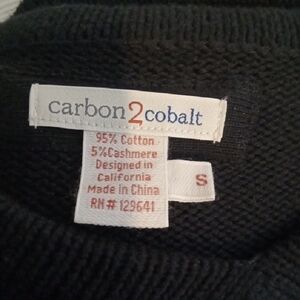 carbon2cobalt
95% Cotton
5%Cashmere
Designed in
California
Made in China
RN# 129641
S